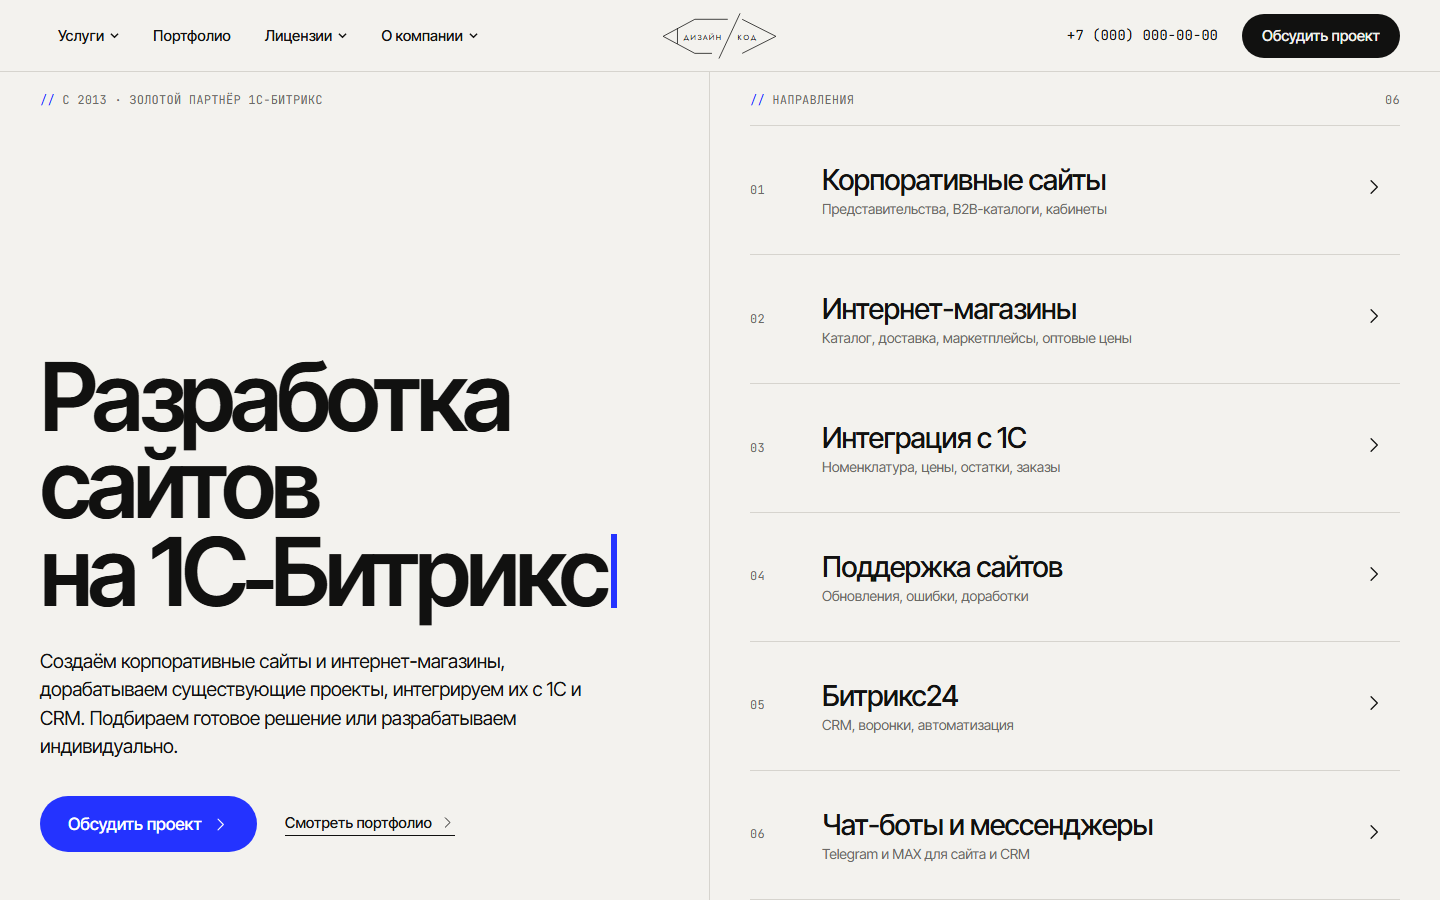 Услуги
Портфолио
Лицензии
О компании
ДИЗАЙН КОД
+7 (000) 000-00-00
Обсудить проект
// С 2013 · ЗОЛОТОЙ ПАРТНЁР 1С-БИТРИКС
Разработка
сайтов
на 1С-Битрикс
Создаём корпоративные сайты и интернет-магазины,
дорабатываем существующие проекты, интегрируем их с 1С и
CRM. Подбираем готовое решение или разрабатываем
индивидуально.
Обсудить проект
Смотреть портфолио
// НАПРАВЛЕНИЯ
06
01
Корпоративные сайты
Представительства, B2B-каталоги, кабинеты
02
Интернет-магазины
Каталог, доставка, маркетплейсы, оптовые цены
03
Интеграция с 1С
Номенклатура, цены, остатки, заказы
04
Поддержка сайтов
Обновления, ошибки, доработки
05
Битрикс24
CRM, воронки, автоматизация
06
Чат-боты и мессенджеры
Telegram и MAX для сайта и CRM